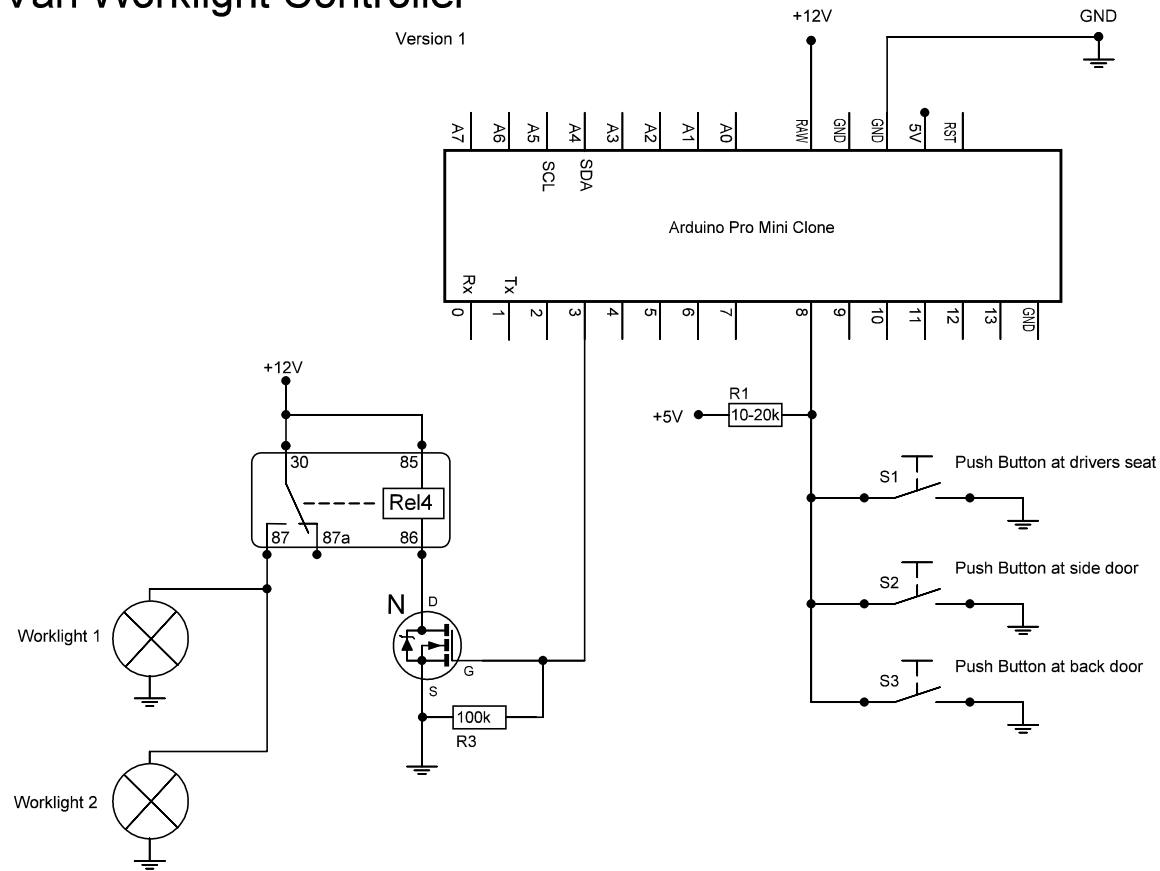 Van Worklight Controller
Version 1
+12V
GND
A7 A6 A5 A4 A3 A2 A1 A0 RAW GND GND 5V RST
SCL SDA
Arduino Pro Mini Clone
Rx Tx
0 1 2 3 4 5 6 7 8 9 10 11 12 13 GND
+12V
30 85
Rel4
87 87a 86
R1
+5V 10-20k
S1 Push Button at drivers seat
S2 Push Button at side door
S3 Push Button at back door
N D
G
S
100k
R3
Worklight 1
Worklight 2